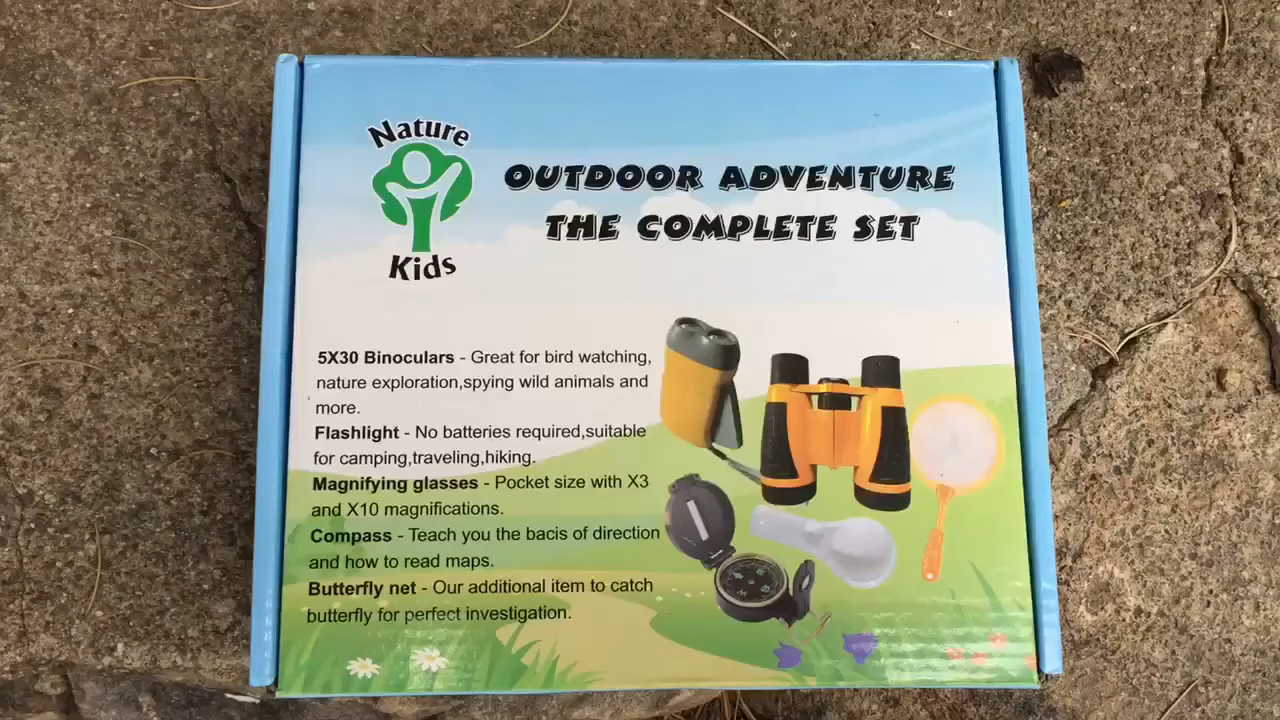 Nature
Kids
OUTDOOR ADVENTURE
THE COMPLETE SET
5X30 Binoculars - Great for bird watching,
nature exploration,spying wild animals and
more.
Flashlight - No batteries required,suitable
for camping,traveling,hiking.
Magnifying glasses - Pocket size with X3
and X10 magnifications.
Compass - Teach you the bacis of direction
and how to read maps.
Butterfly net - Our additional item to catch
butterfly for perfect investigation.